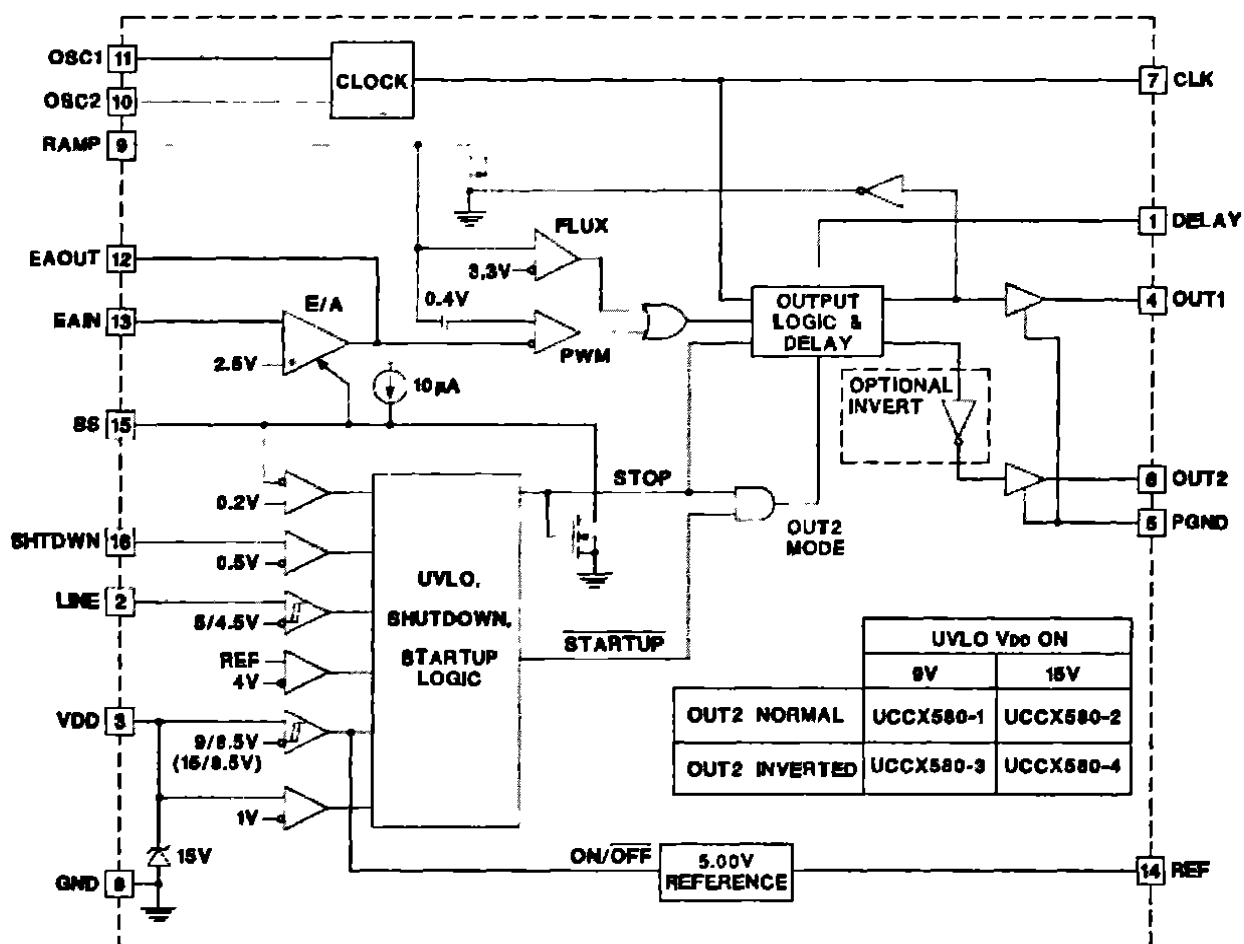 OSC1 11
CLOCK
7 CLK
OSC2 10
RAMP 9
1 DELAY
FLUX
EAOUT 12
3.3V
0.4V
E/A
OUTPUT
LOGIC &
DELAY
4 OUT1
EAIN 13
PWM
2.5V
10µA
OPTIONAL
INVERT
SS 15
STOP
6 OUT2
0.2V
5 PGND
OUT2
MODE
SHTDWN 16
0.5V
UVLO,
SHUTDOWN,
STARTUP
LOGIC
LINE 2
5/4.5V
STARTUP
REF
4V
UVLO VDD ON
9V 15V
VDD 3
OUT2 NORMAL UCCX580-1 UCCX580-2
9/8.5V
(15/8.5V)
OUT2 INVERTED UCCX580-3 UCCX580-4
1V
15V
ON/OFF
5.00V
REFERENCE
14 REF
GND 8